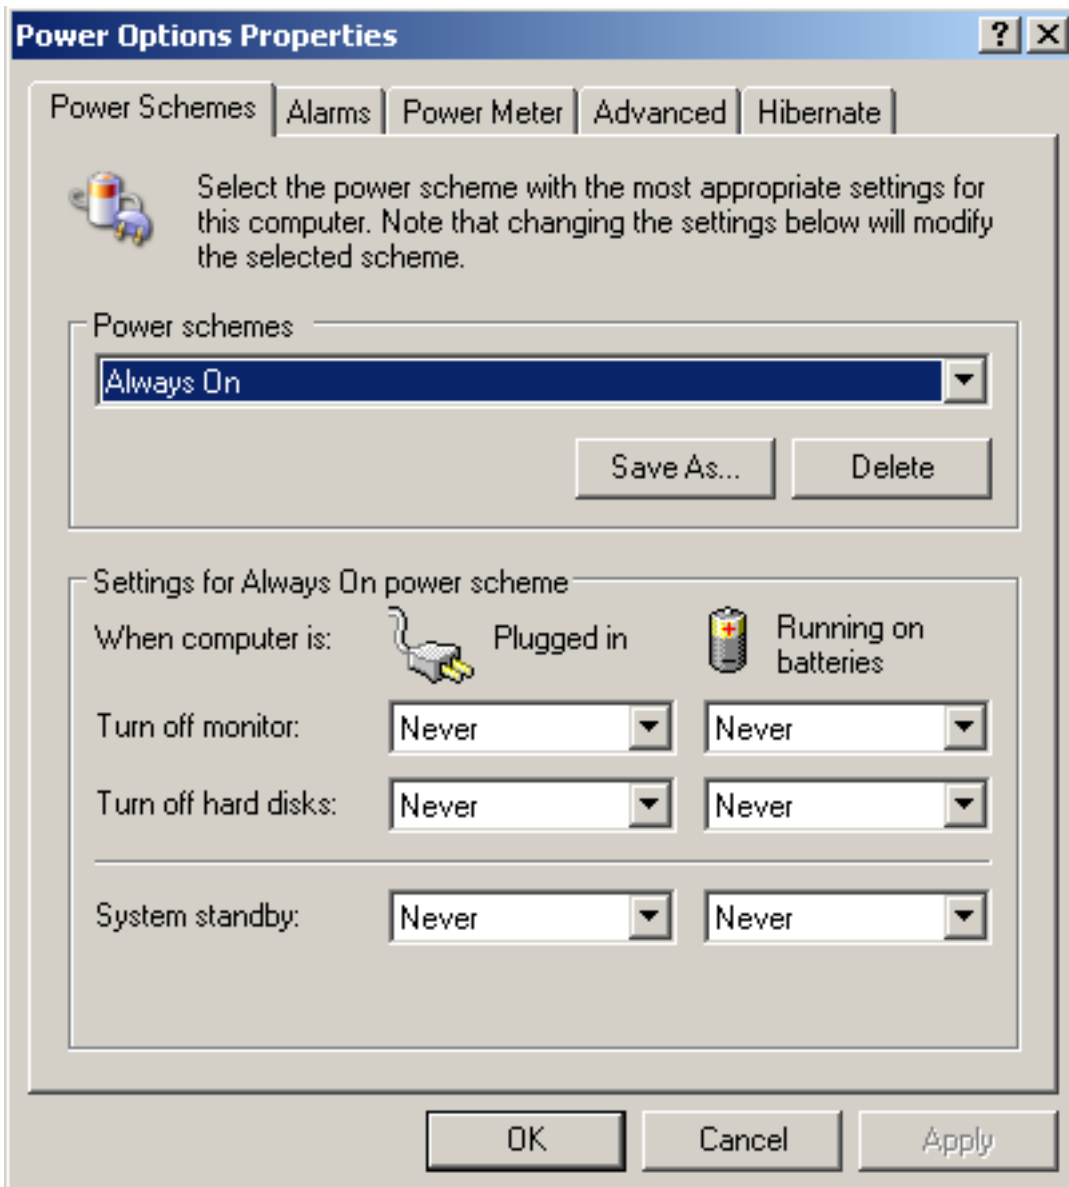 Power Options Properties
Power Schemes Alarms Power Meter Advanced Hibernate
Select the power scheme with the most appropriate settings for
this computer. Note that changing the settings below will modify
the selected scheme.
Power schemes
Always On
Save As... Delete
Settings for Always On power scheme
When computer is: Plugged in Running on
batteries
Turn off monitor: Never Never
Turn off hard disks: Never Never
System standby: Never Never
OK Cancel Apply